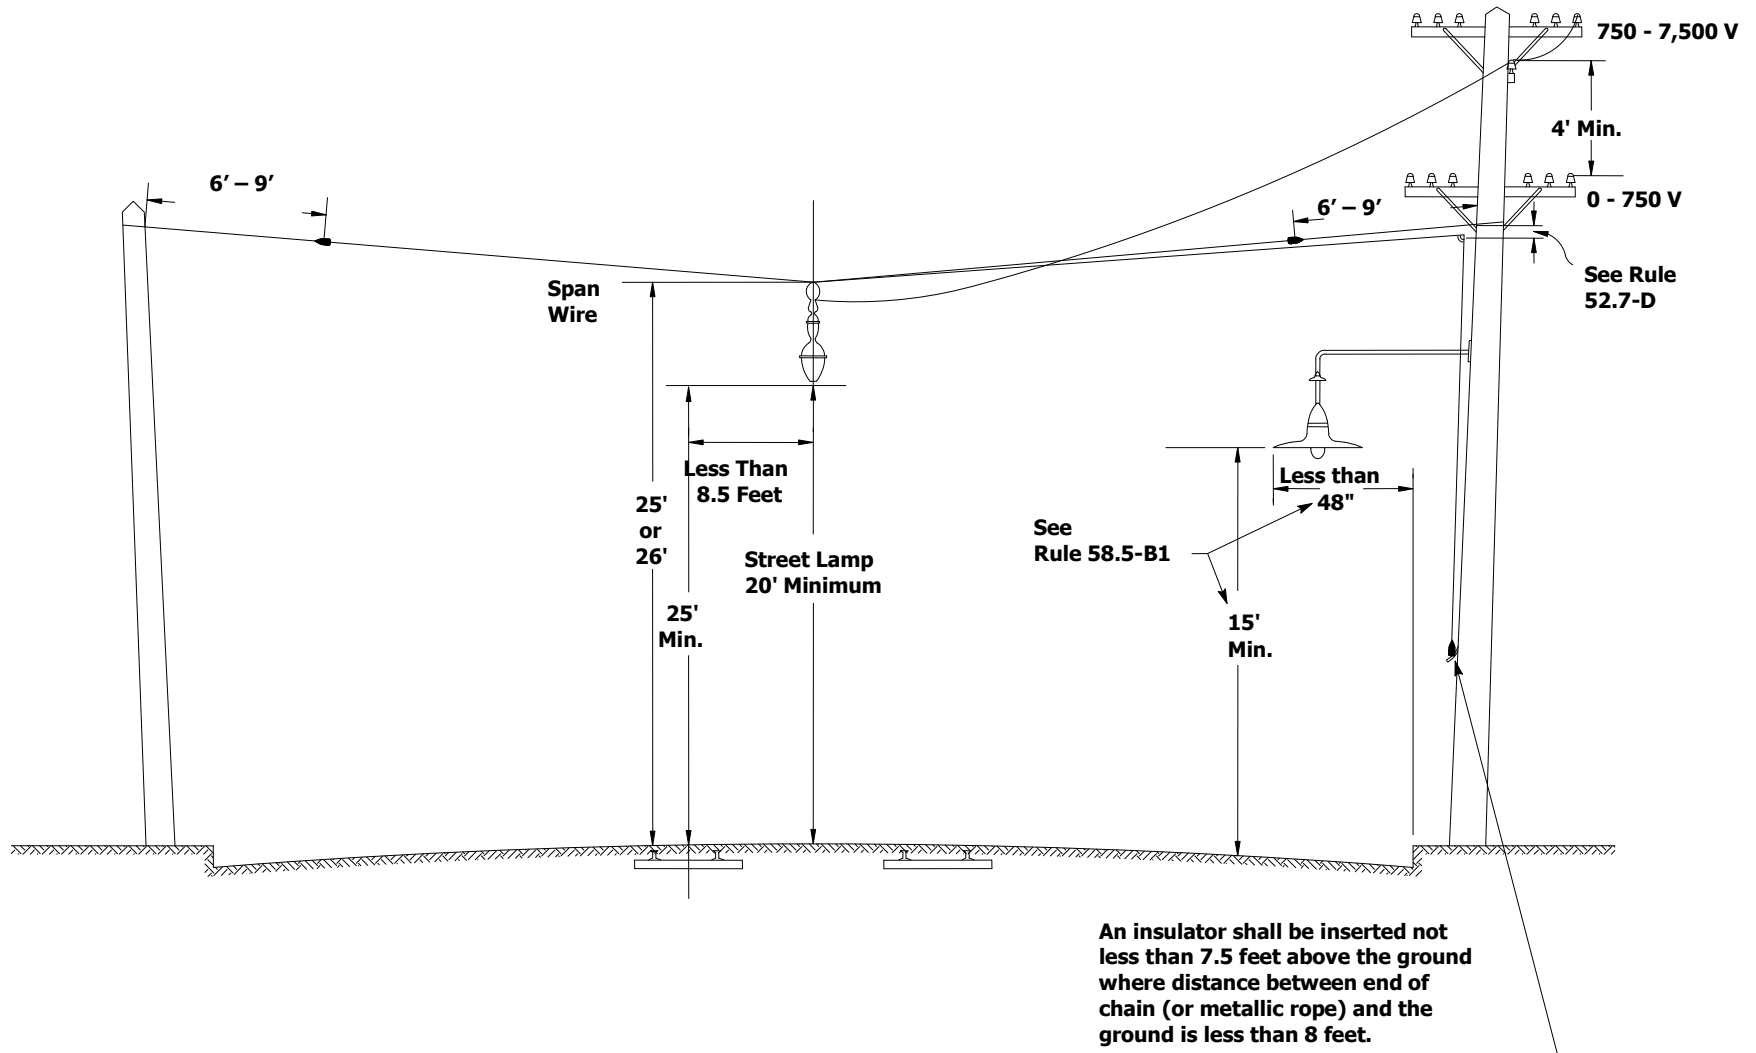 750 - 7,500 V
4' Min.
6’ – 9’
0 - 750 V
6’ – 9’
See Rule
52.7-D
Span
Wire
Less Than
8.5 Feet
Less than
48"
25'
or
26'
See
Rule 58.5-B1
Street Lamp
20' Minimum
25'
Min.
15'
Min.
An insulator shall be inserted not
less than 7.5 feet above the ground
where distance between end of
chain (or metallic rope) and the
ground is less than 8 feet.